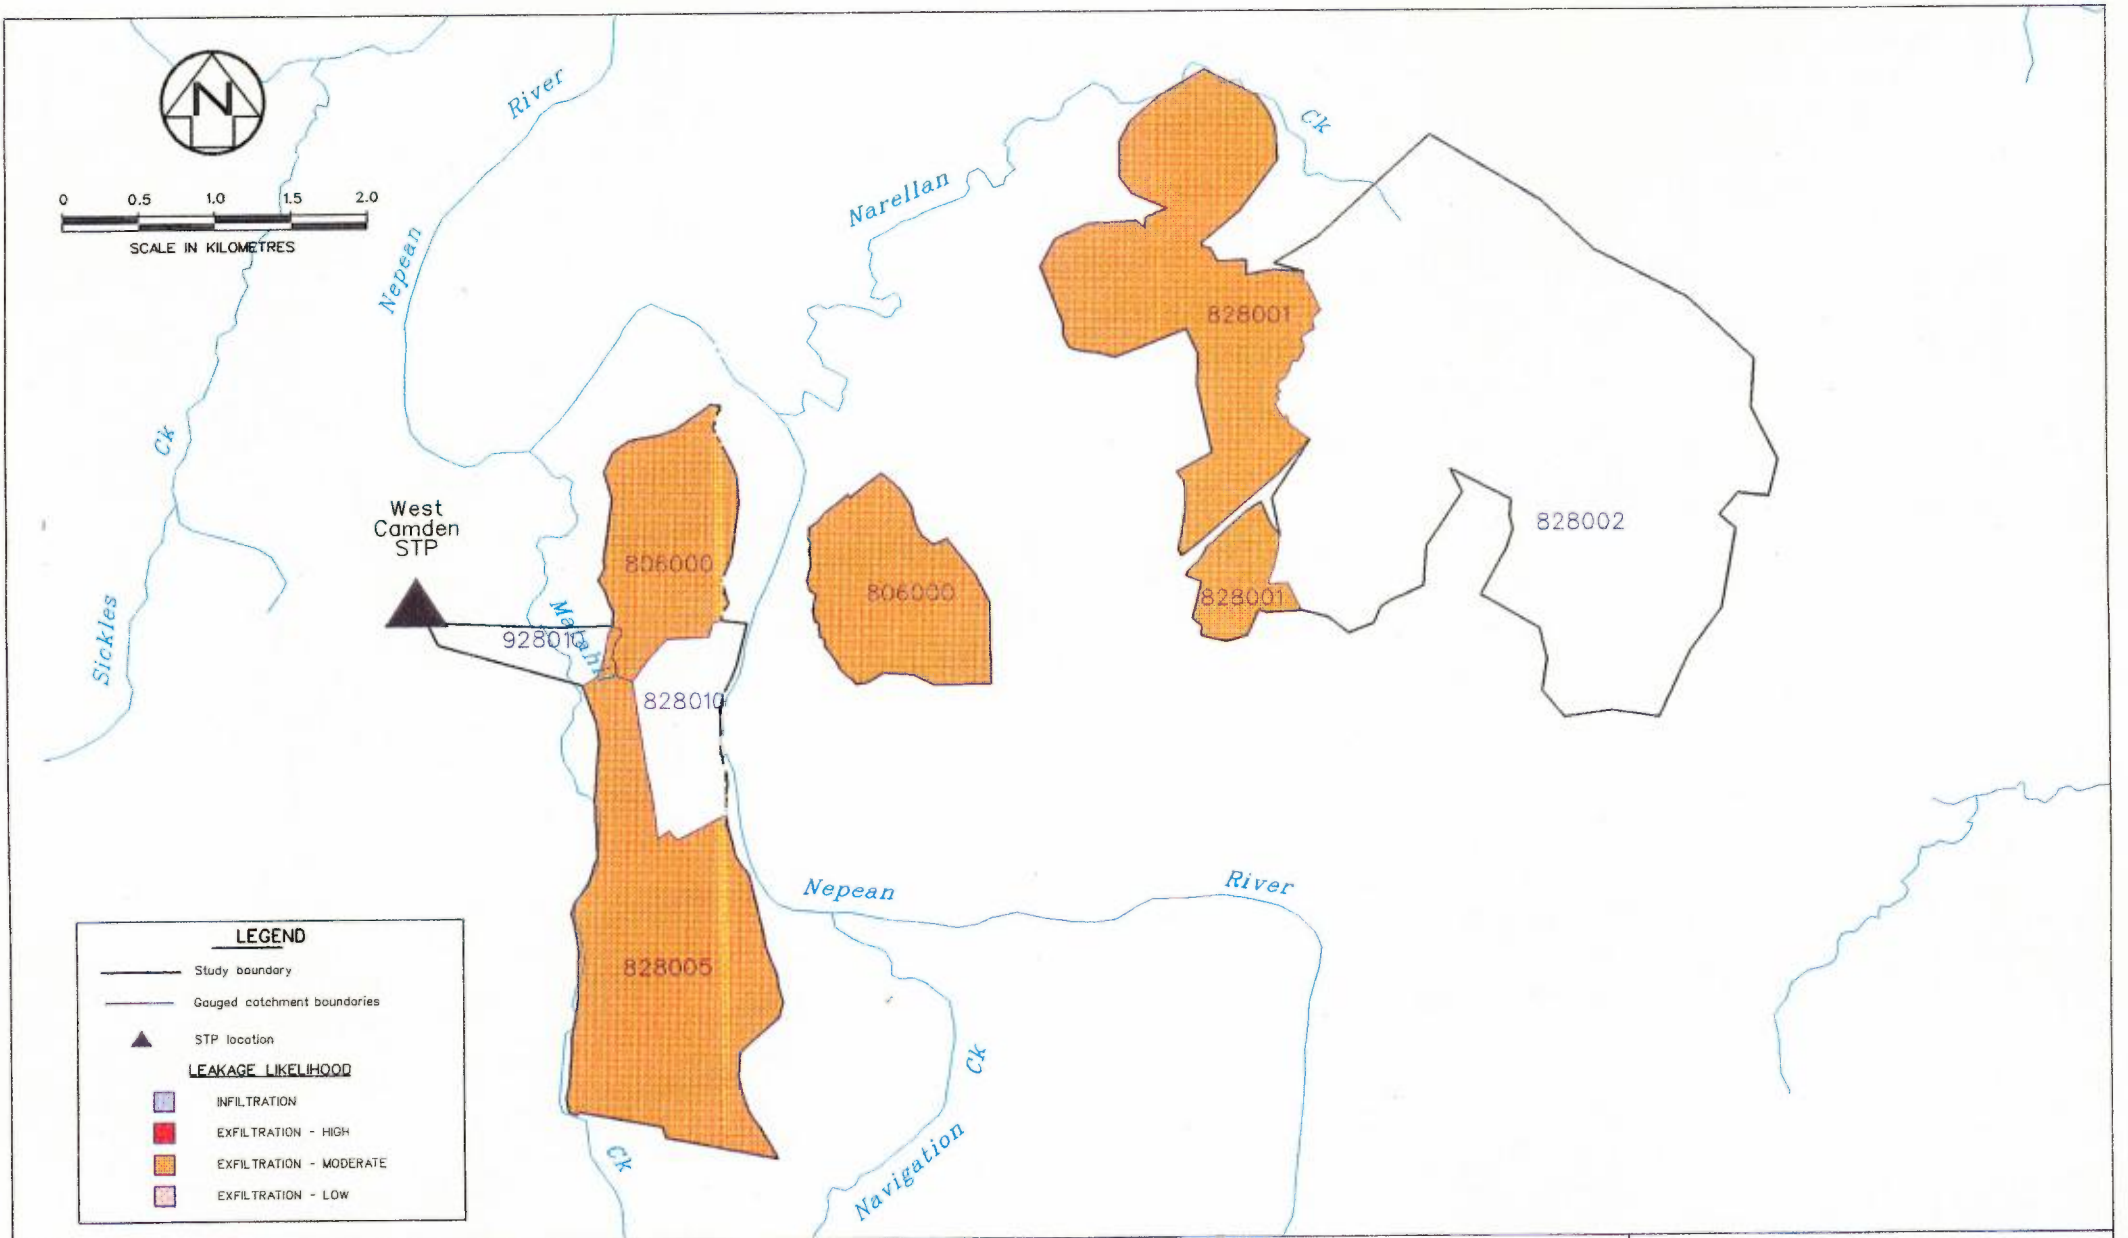 N
0 0.5 1.0 1.5 2.0
SCALE IN KILOMETRES
River
Nepean
Narellan
Ck
828001
Ck
West
Camden
STP
828002
806000
806000
828001
Sickles
928010
828010
Nepean
River
828005
Ck
Navigation
Ck
LEGEND
Study boundary
Gauged catchment boundaries
STP location
LEAKAGE LIKELIHOOD
INFILTRATION
EXFILTRATION - HIGH
EXFILTRATION - MODERATE
EXFILTRATION - LOW